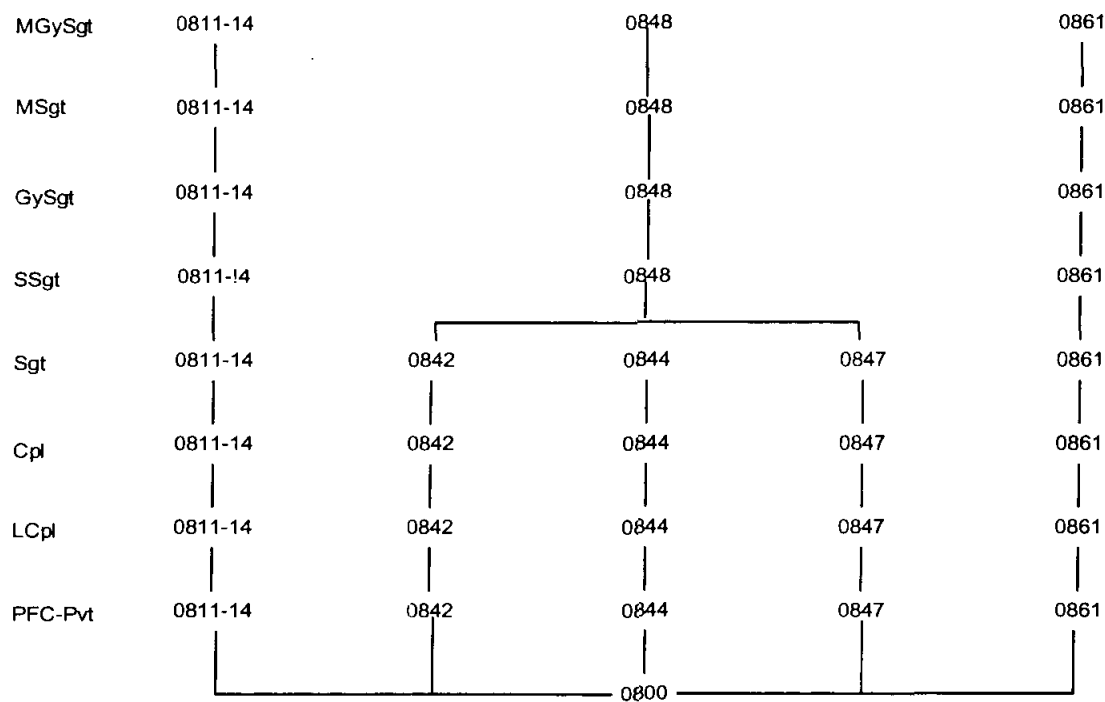 MGySgt 0811-14 0848 0861
MSgt 0811-14 0848 0861
GySgt 0811-14 0848 0861
SSgt 0811-!4 0848 0861
Sgt 0811-14 0842 0844 0847 0861
Cpl 0811-14 0842 0844 0847 0861
LCpl 0811-14 0842 0844 0847 0861
PFC-Pvt 0811-14 0842 0844 0847 0861
0800